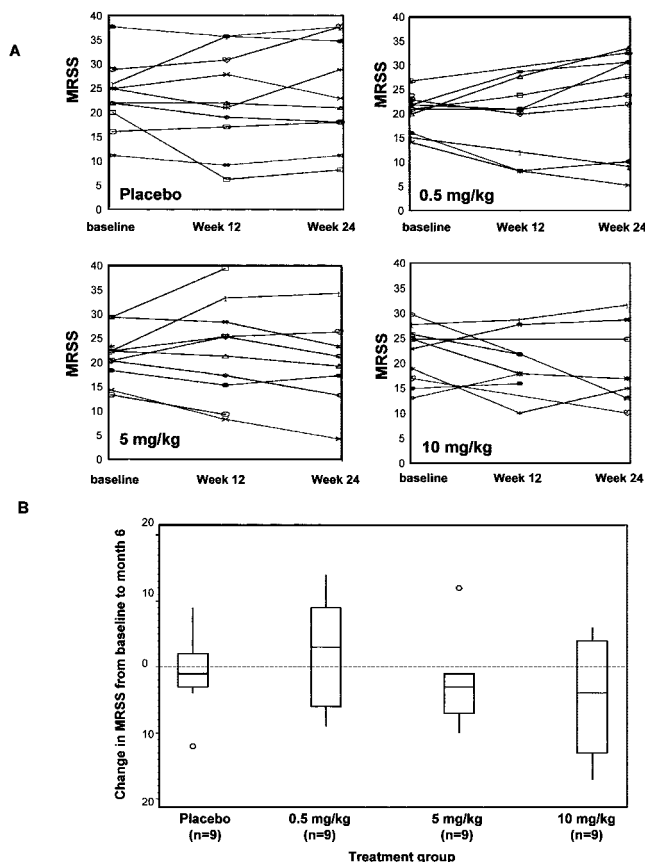 A
MRSS
40
35
30
25
20
15
10
5
0
Placebo
baseline Week 12 Week 24
MRSS
40
35
30
25
20
15
10
5
0
0.5 mg/kg
baseline Week 12 Week 24
MRSS
40
35
30
25
20
15
10
5
0
5 mg/kg
baseline Week 12 Week 24
MRSS
40
35
30
25
20
15
10
5
0
10 mg/kg
baseline Week 12 Week 24
B
Change in MRSS from baseline to month 6
20
10
0
10
20
Placebo 0.5 mg/kg 5 mg/kg 10 mg/kg
(n=9) (n=9) (n=9) (n=9)
Treatment group